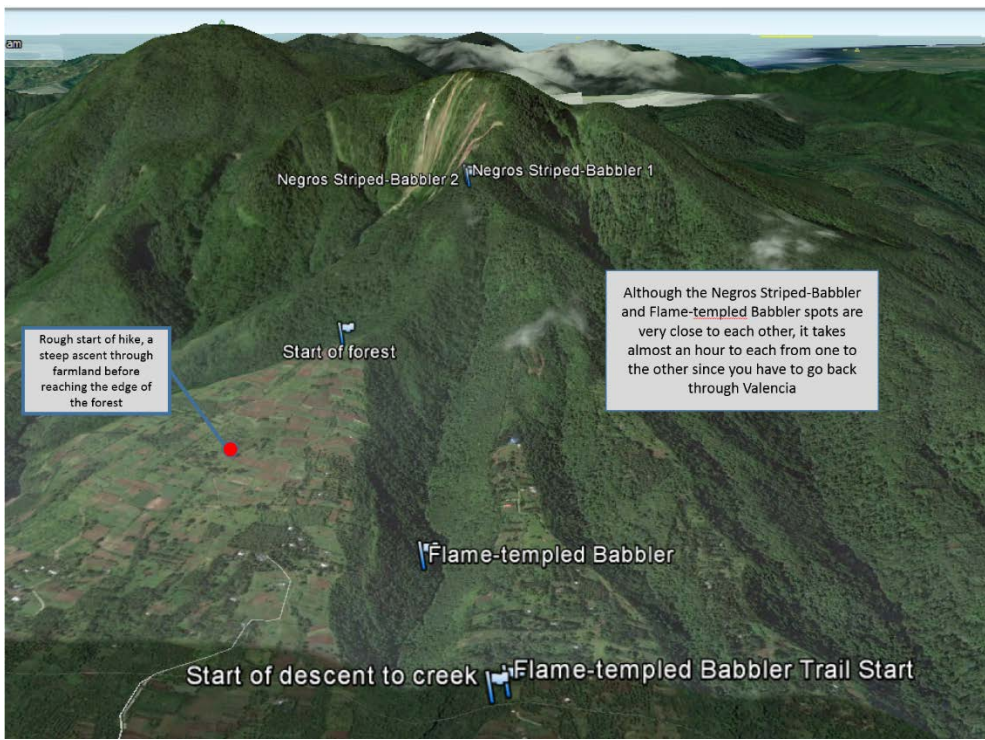 am
Negros Striped-Babbler 2
Negros Striped-Babbler 1
Although the Negros Striped-Babbler
and Flame-templed Babbler spots are
very close to each other, it takes
almost an hour to each from one to
the other since you have to go back
through Valencia
Rough start of hike, a
steep ascent through
farmland before
reaching the edge of
the forest
Start of forest
Flame-templed Babbler
Start of descent to creek
Flame-templed Babbler Trail Start